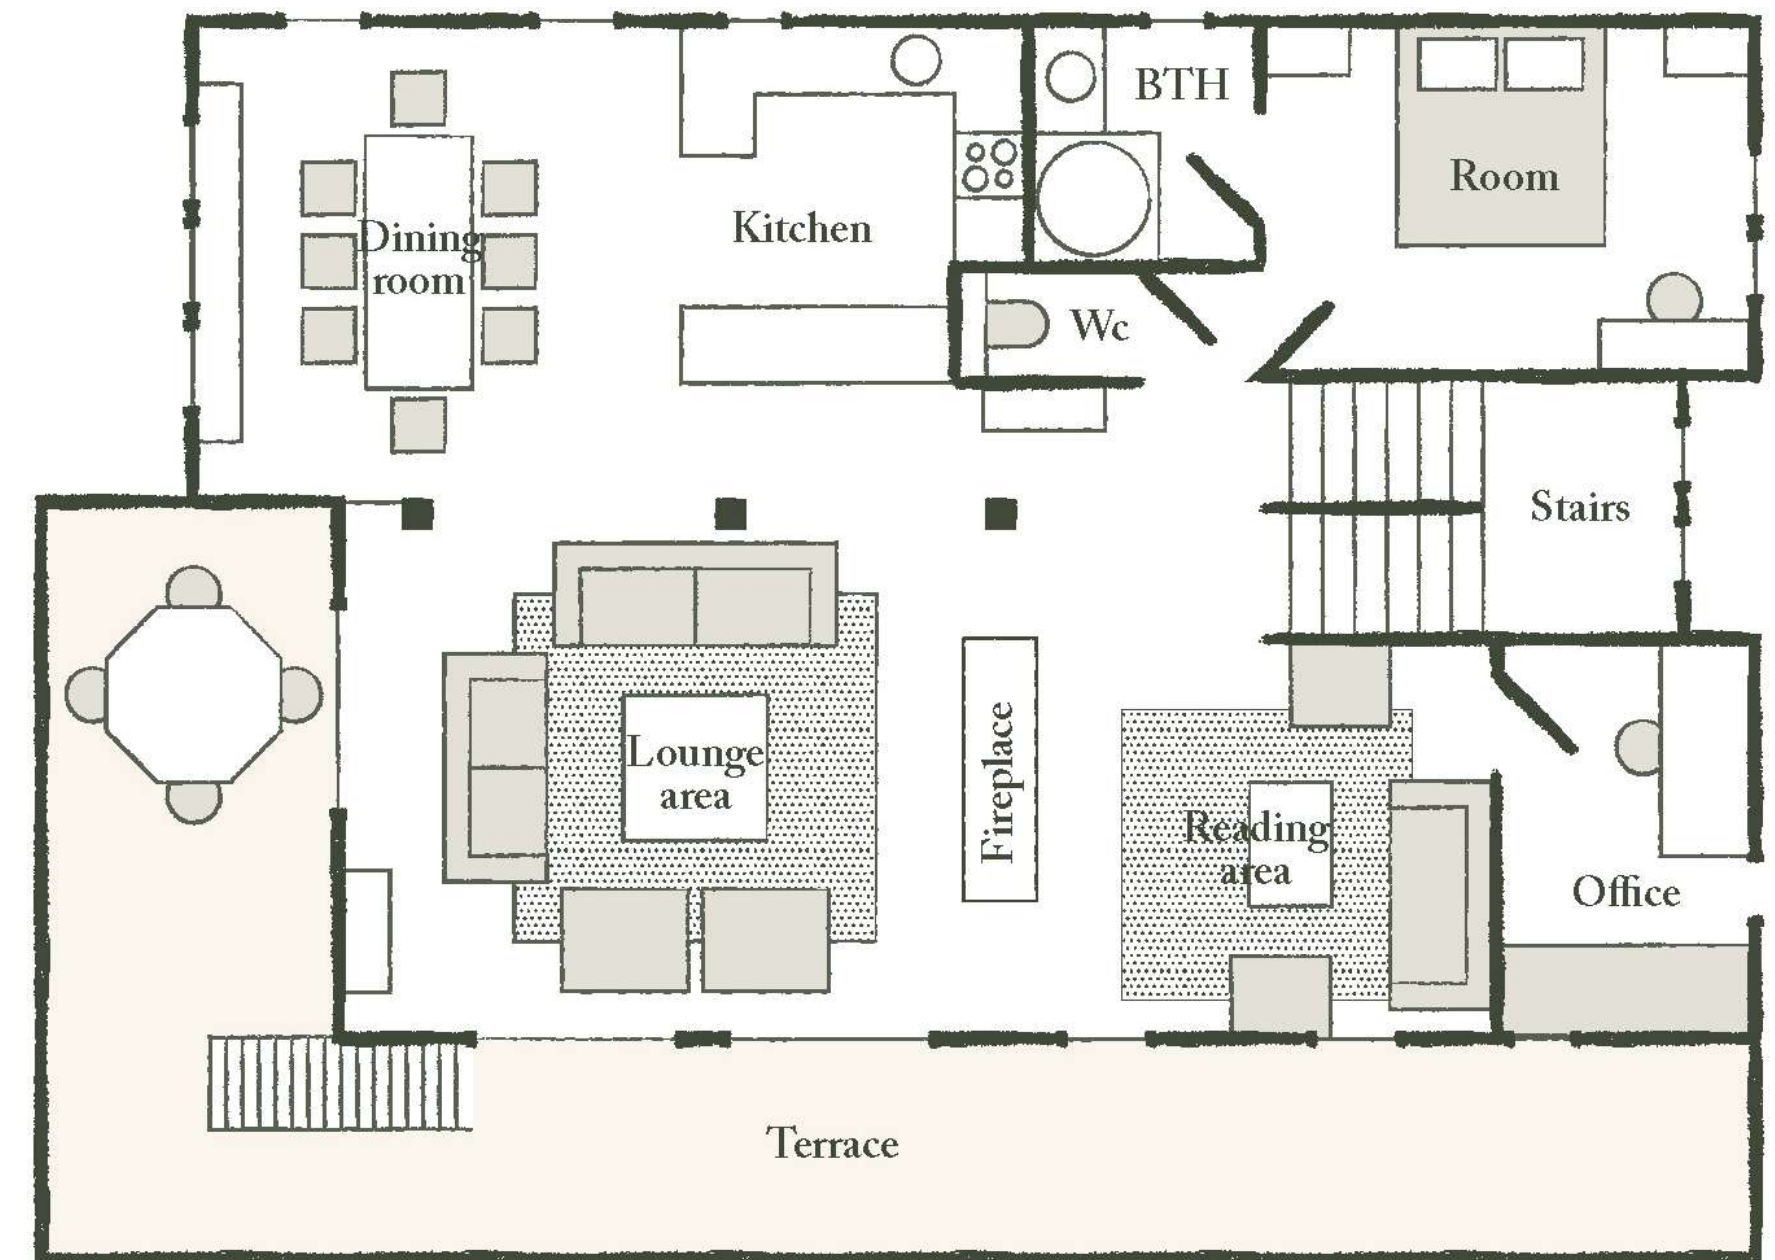 BTH
Room
Dining
room
Kitchen
Wc
Stairs
Lounge
area
Fireplace
Reading
area
Office
Terrace